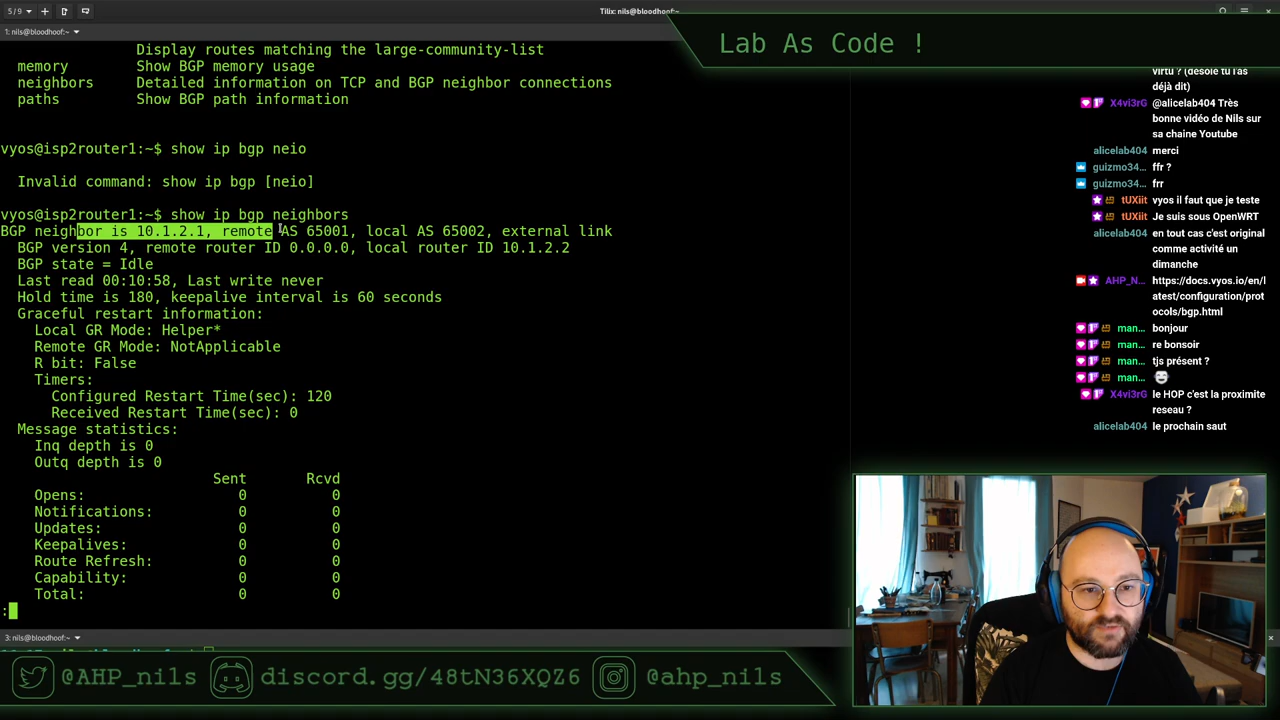 5 / 9
Tilix: nils@bloodhoof:~
1: nils@bloodhoof:~
Lab As Code !
Display routes matching the large-community-list
memory Show BGP memory usage
neighbors Detailed information on TCP and BGP neighbor connections
paths Show BGP path information
vyos@isp2router1:~$ show ip bgp neio
Invalid command: show ip bgp [neio]
vyos@isp2router1:~$ show ip bgp neighbors
BGP neighbor is 10.1.2.1, remote AS 65001, local AS 65002, external link
BGP version 4, remote router ID 0.0.0.0, local router ID 10.1.2.2
BGP state = Idle
Last read 00:10:58, Last write never
Hold time is 180, keepalive interval is 60 seconds
Graceful restart information:
Local GR Mode: Helper*
Remote GR Mode: NotApplicable
R bit: False
Timers:
Configured Restart Time(sec): 120
Received Restart Time(sec): 0
Message statistics:
Inq depth is 0
Outq depth is 0
Sent Rcvd
Opens: 0 0
Notifications: 0 0
Updates: 0 0
Keepalives: 0 0
Route Refresh: 0 0
Capability: 0 0
Total: 0 0
:
3: nils@bloodhoof:~
virtu ? (désolé tu l'as
déjà dit)
X4vi3rG @alicelab404 Très
bonne vidéo de Nils sur
sa chaine Youtube
alicelab404 merci
guizmo34... ffr ?
guizmo34... frr
tUXiit vyos il faut que je teste
tUXiit Je suis sous OpenWRT
alicelab404 en tout cas c'est original
comme activité un
dimanche
AHP_N... https://docs.vyos.io/en/l
atest/configuration/prot
ocols/bgp.html
man... bonjour
man... re bonsoir
man... tjs présent ?
man...
X4vi3rG le HOP c'est la proximite
reseau ?
alicelab404 le prochain saut
@AHP_nils discord.gg/48tN36XQZ6 @ahp_nils